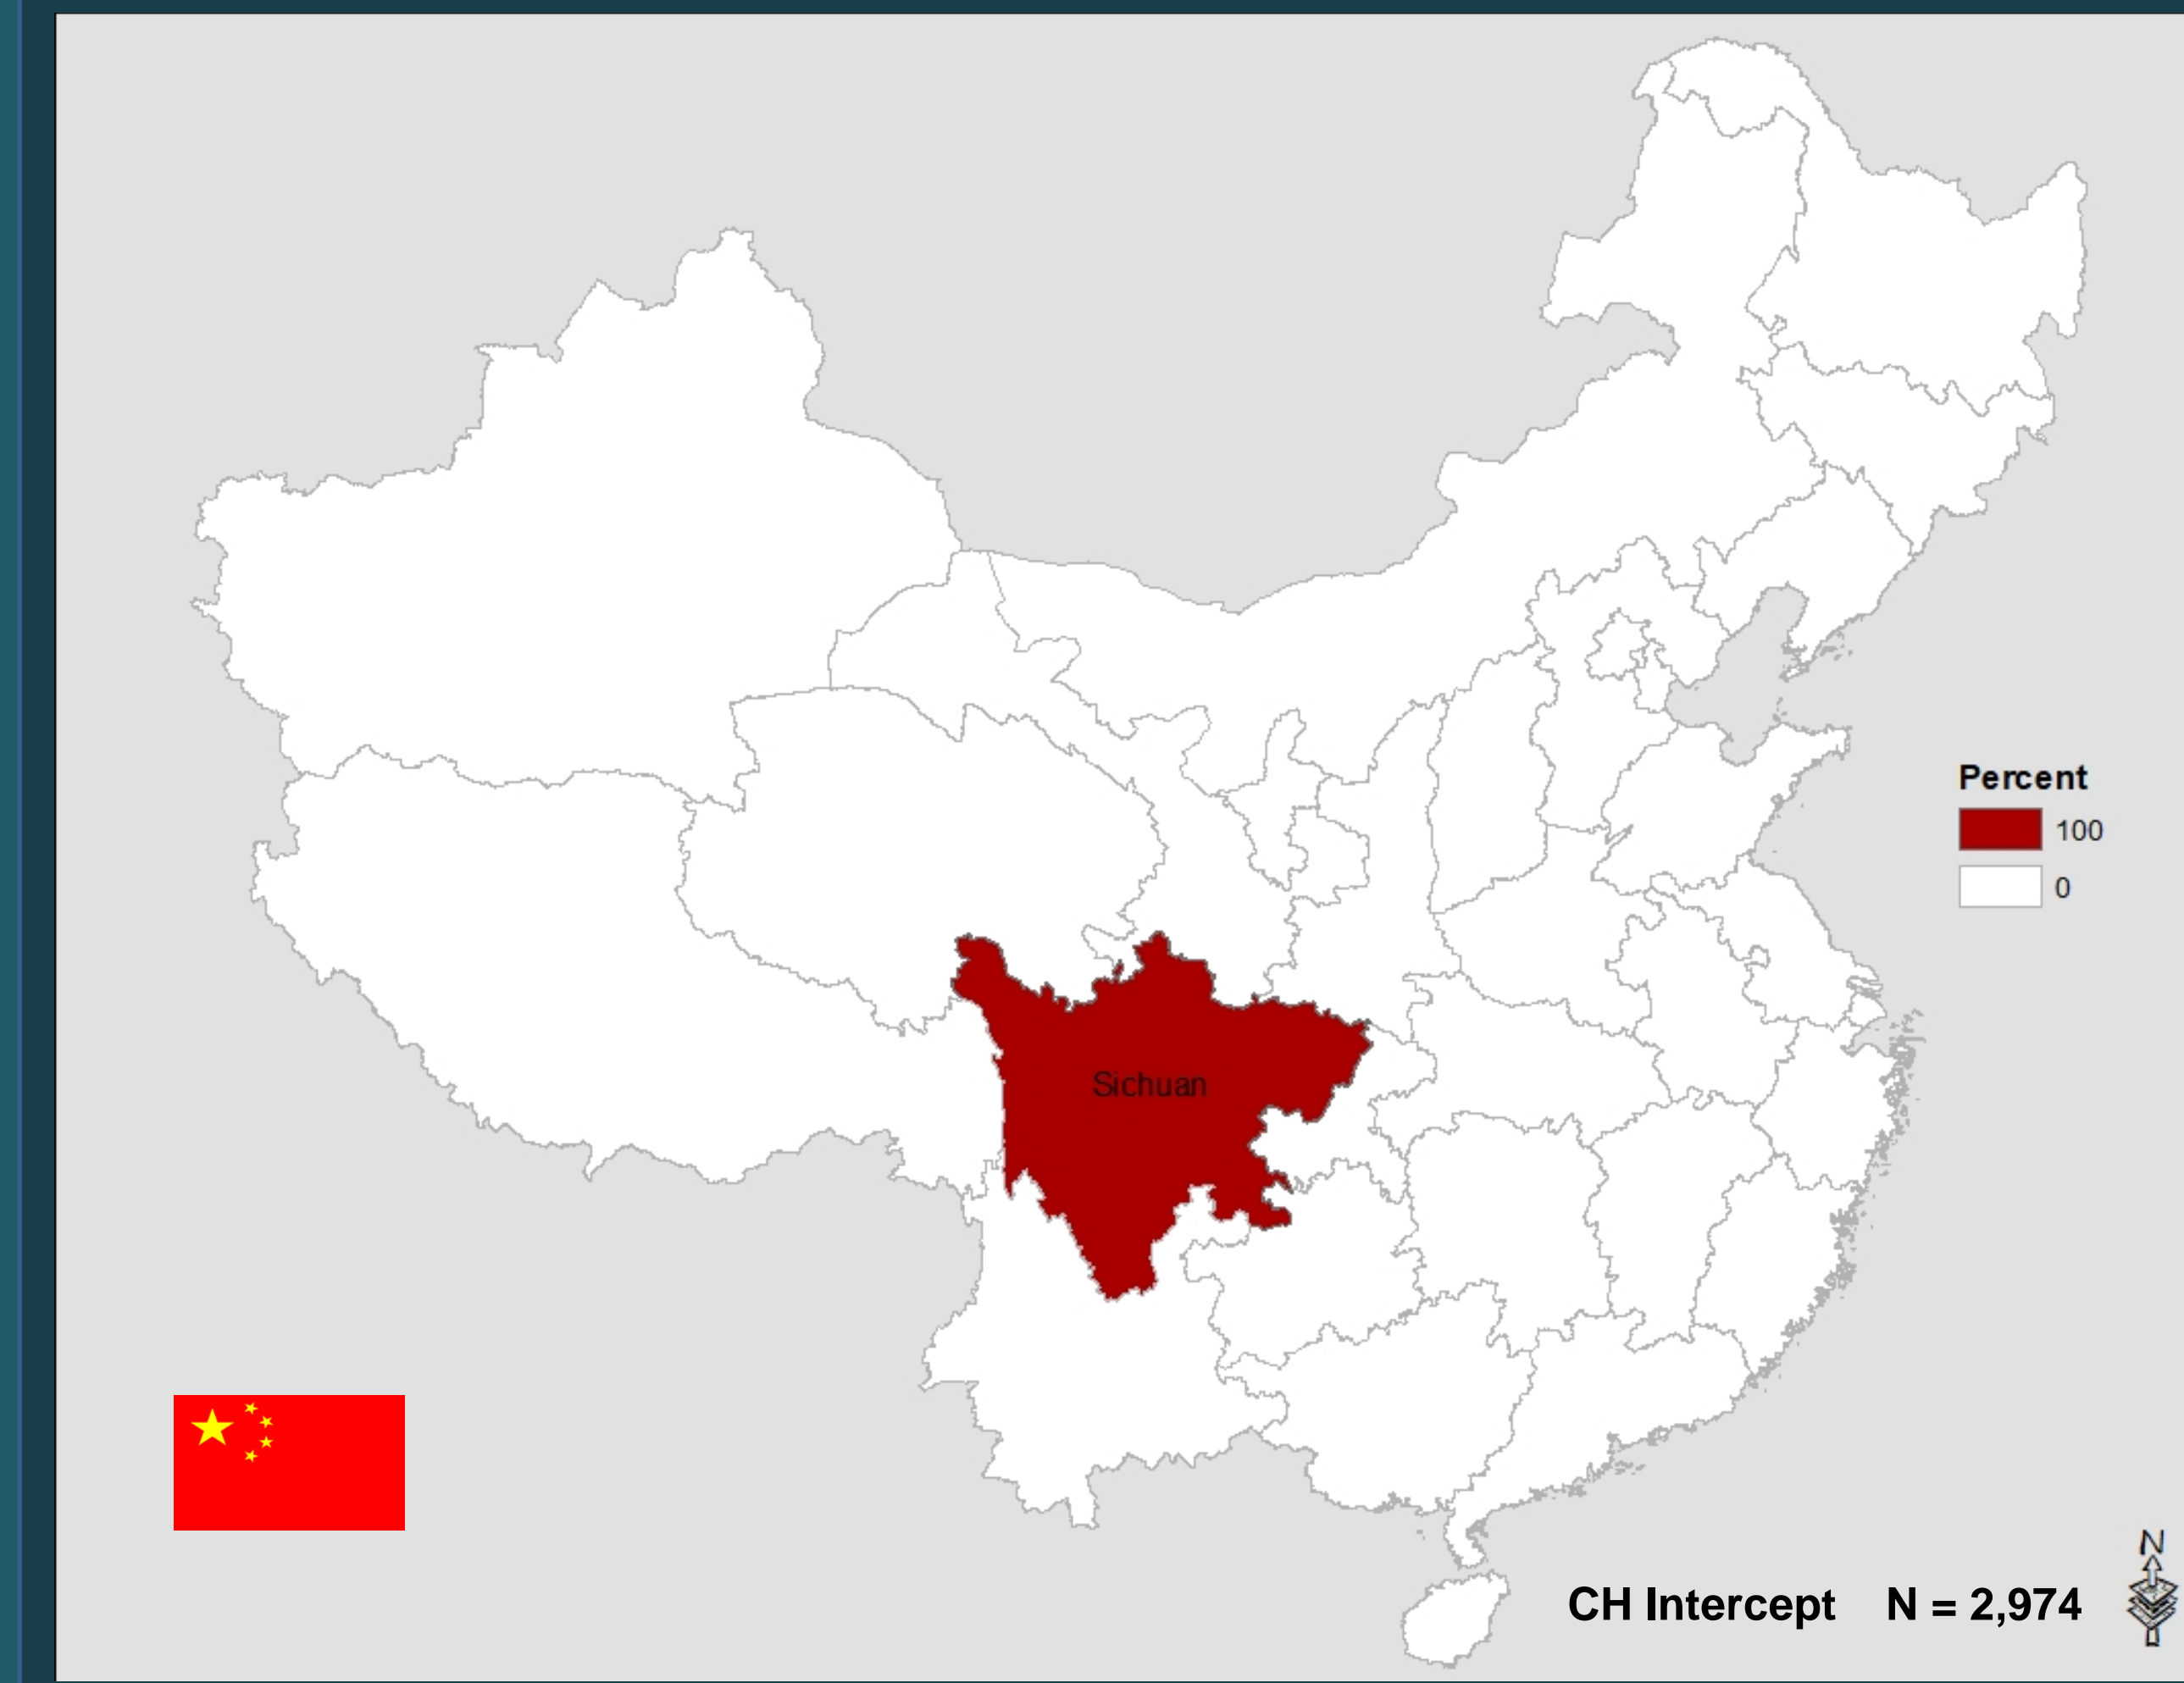 Percent
100
0
Sichuan
CH Intercept N = 2,974
N